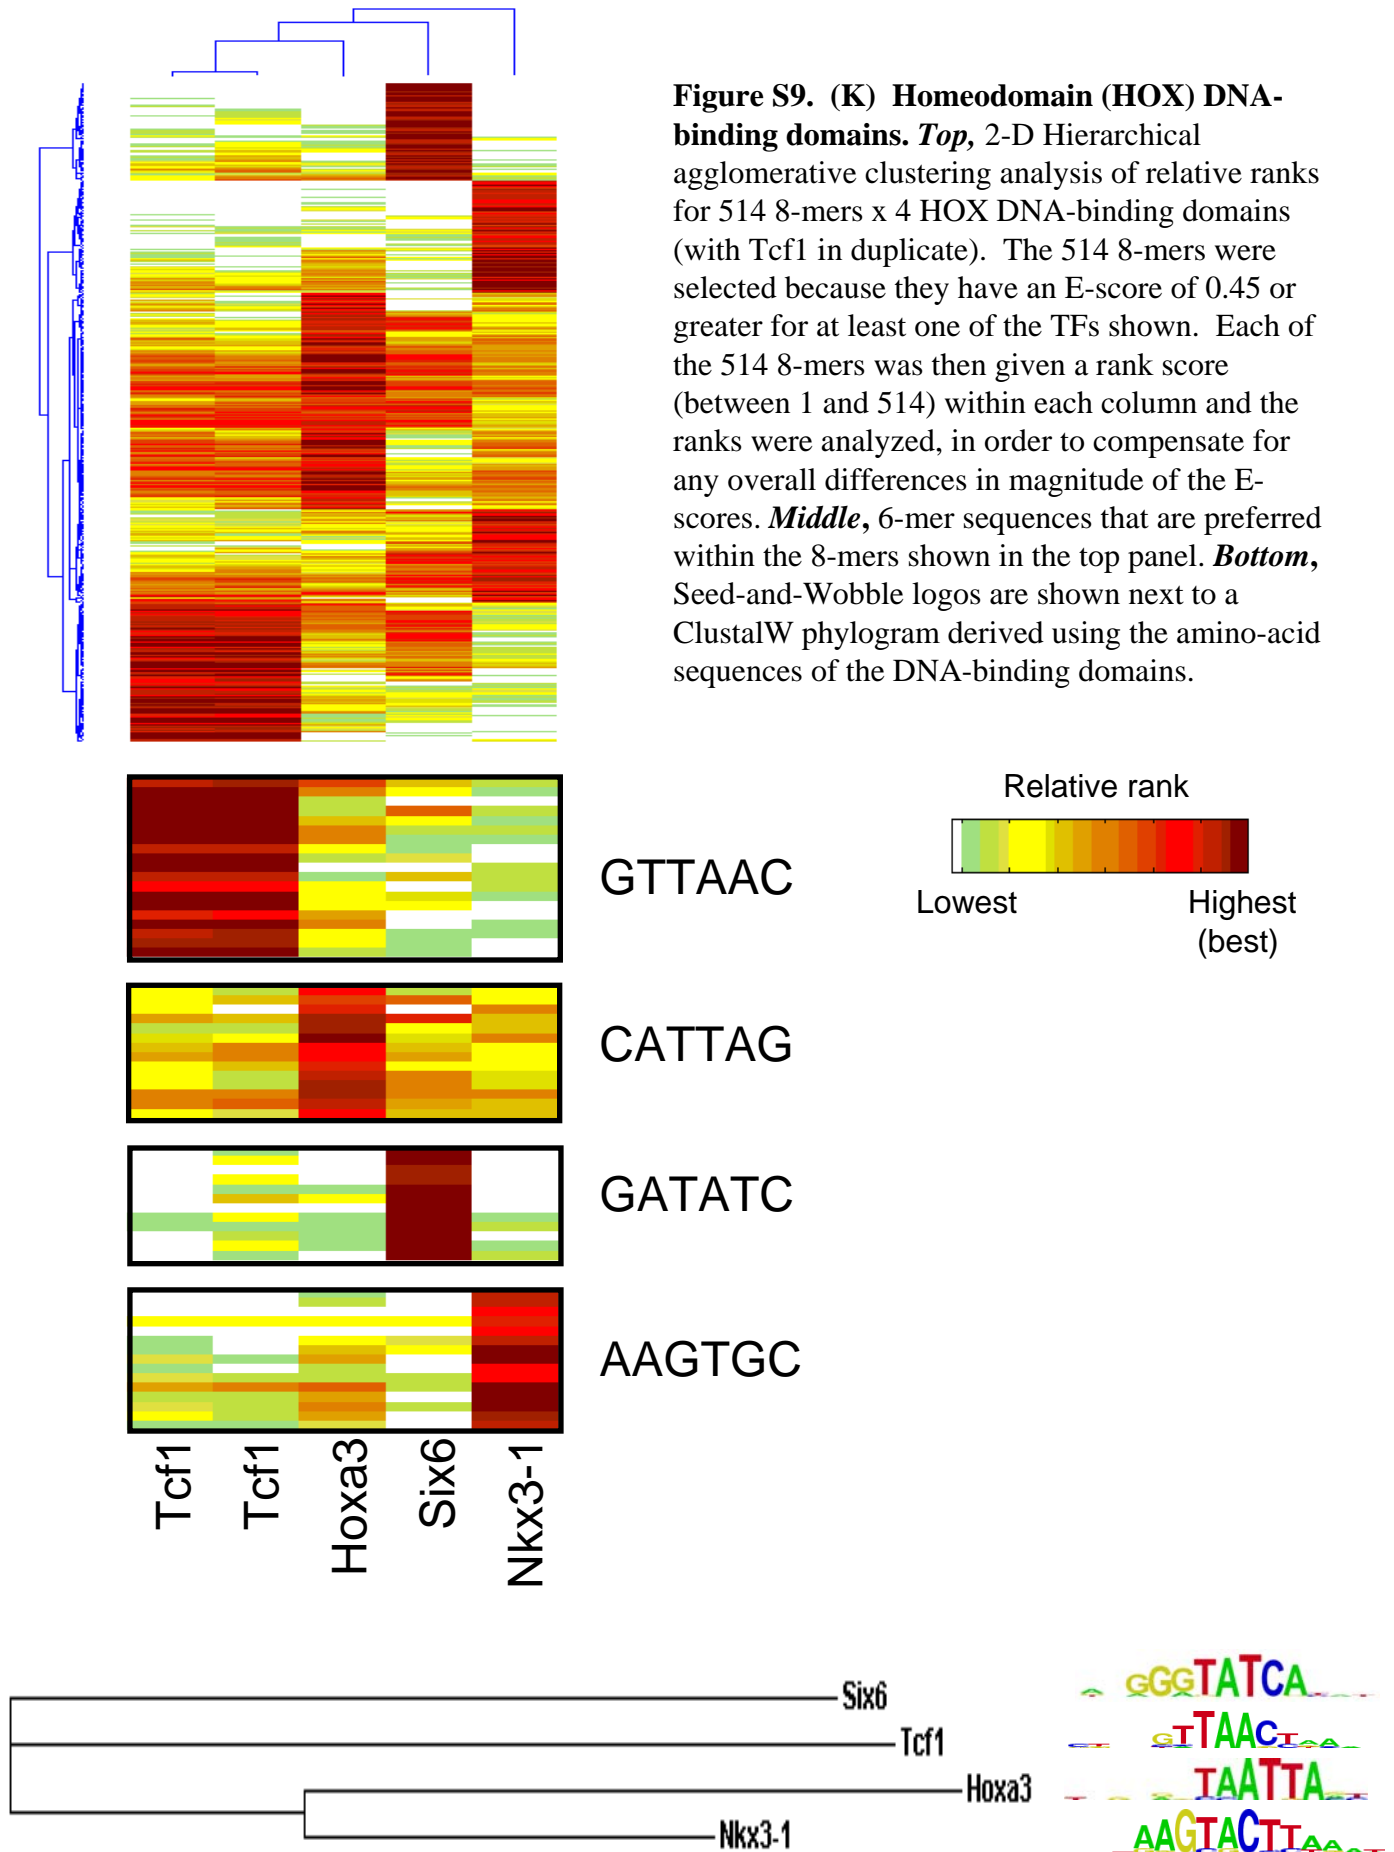 Figure S9. (K) Homeodomain (HOX) DNA-
binding domains. Top, 2-D Hierarchical
agglomerative clustering analysis of relative ranks
for 514 8-mers x 4 HOX DNA-binding domains
(with Tcf1 in duplicate). The 514 8-mers were
selected because they have an E-score of 0.45 or
greater for at least one of the TFs shown. Each of
the 514 8-mers was then given a rank score
(between 1 and 514) within each column and the
ranks were analyzed, in order to compensate for
any overall differences in magnitude of the E-
scores. Middle, 6-mer sequences that are preferred
within the 8-mers shown in the top panel. Bottom,
Seed-and-Wobble logos are shown next to a
ClustalW phylogram derived using the amino-acid
sequences of the DNA-binding domains.
Relative rank
Lowest
Highest
(best)
GTTAAC
CATTAG
GATATC
AAGTGC
Tcf1
Tcf1
Hoxa3
Six6
Nkx3-1
Six6
GGGTATCA
Tcf1
GTTAACT
Hoxa3
TAATTA
Nkx3-1
AAGTACTT